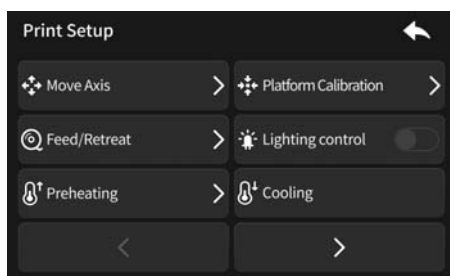 Print Setup
Move Axis
Platform Calibration
Feed/Retreat
Lighting control
Preheating
Cooling